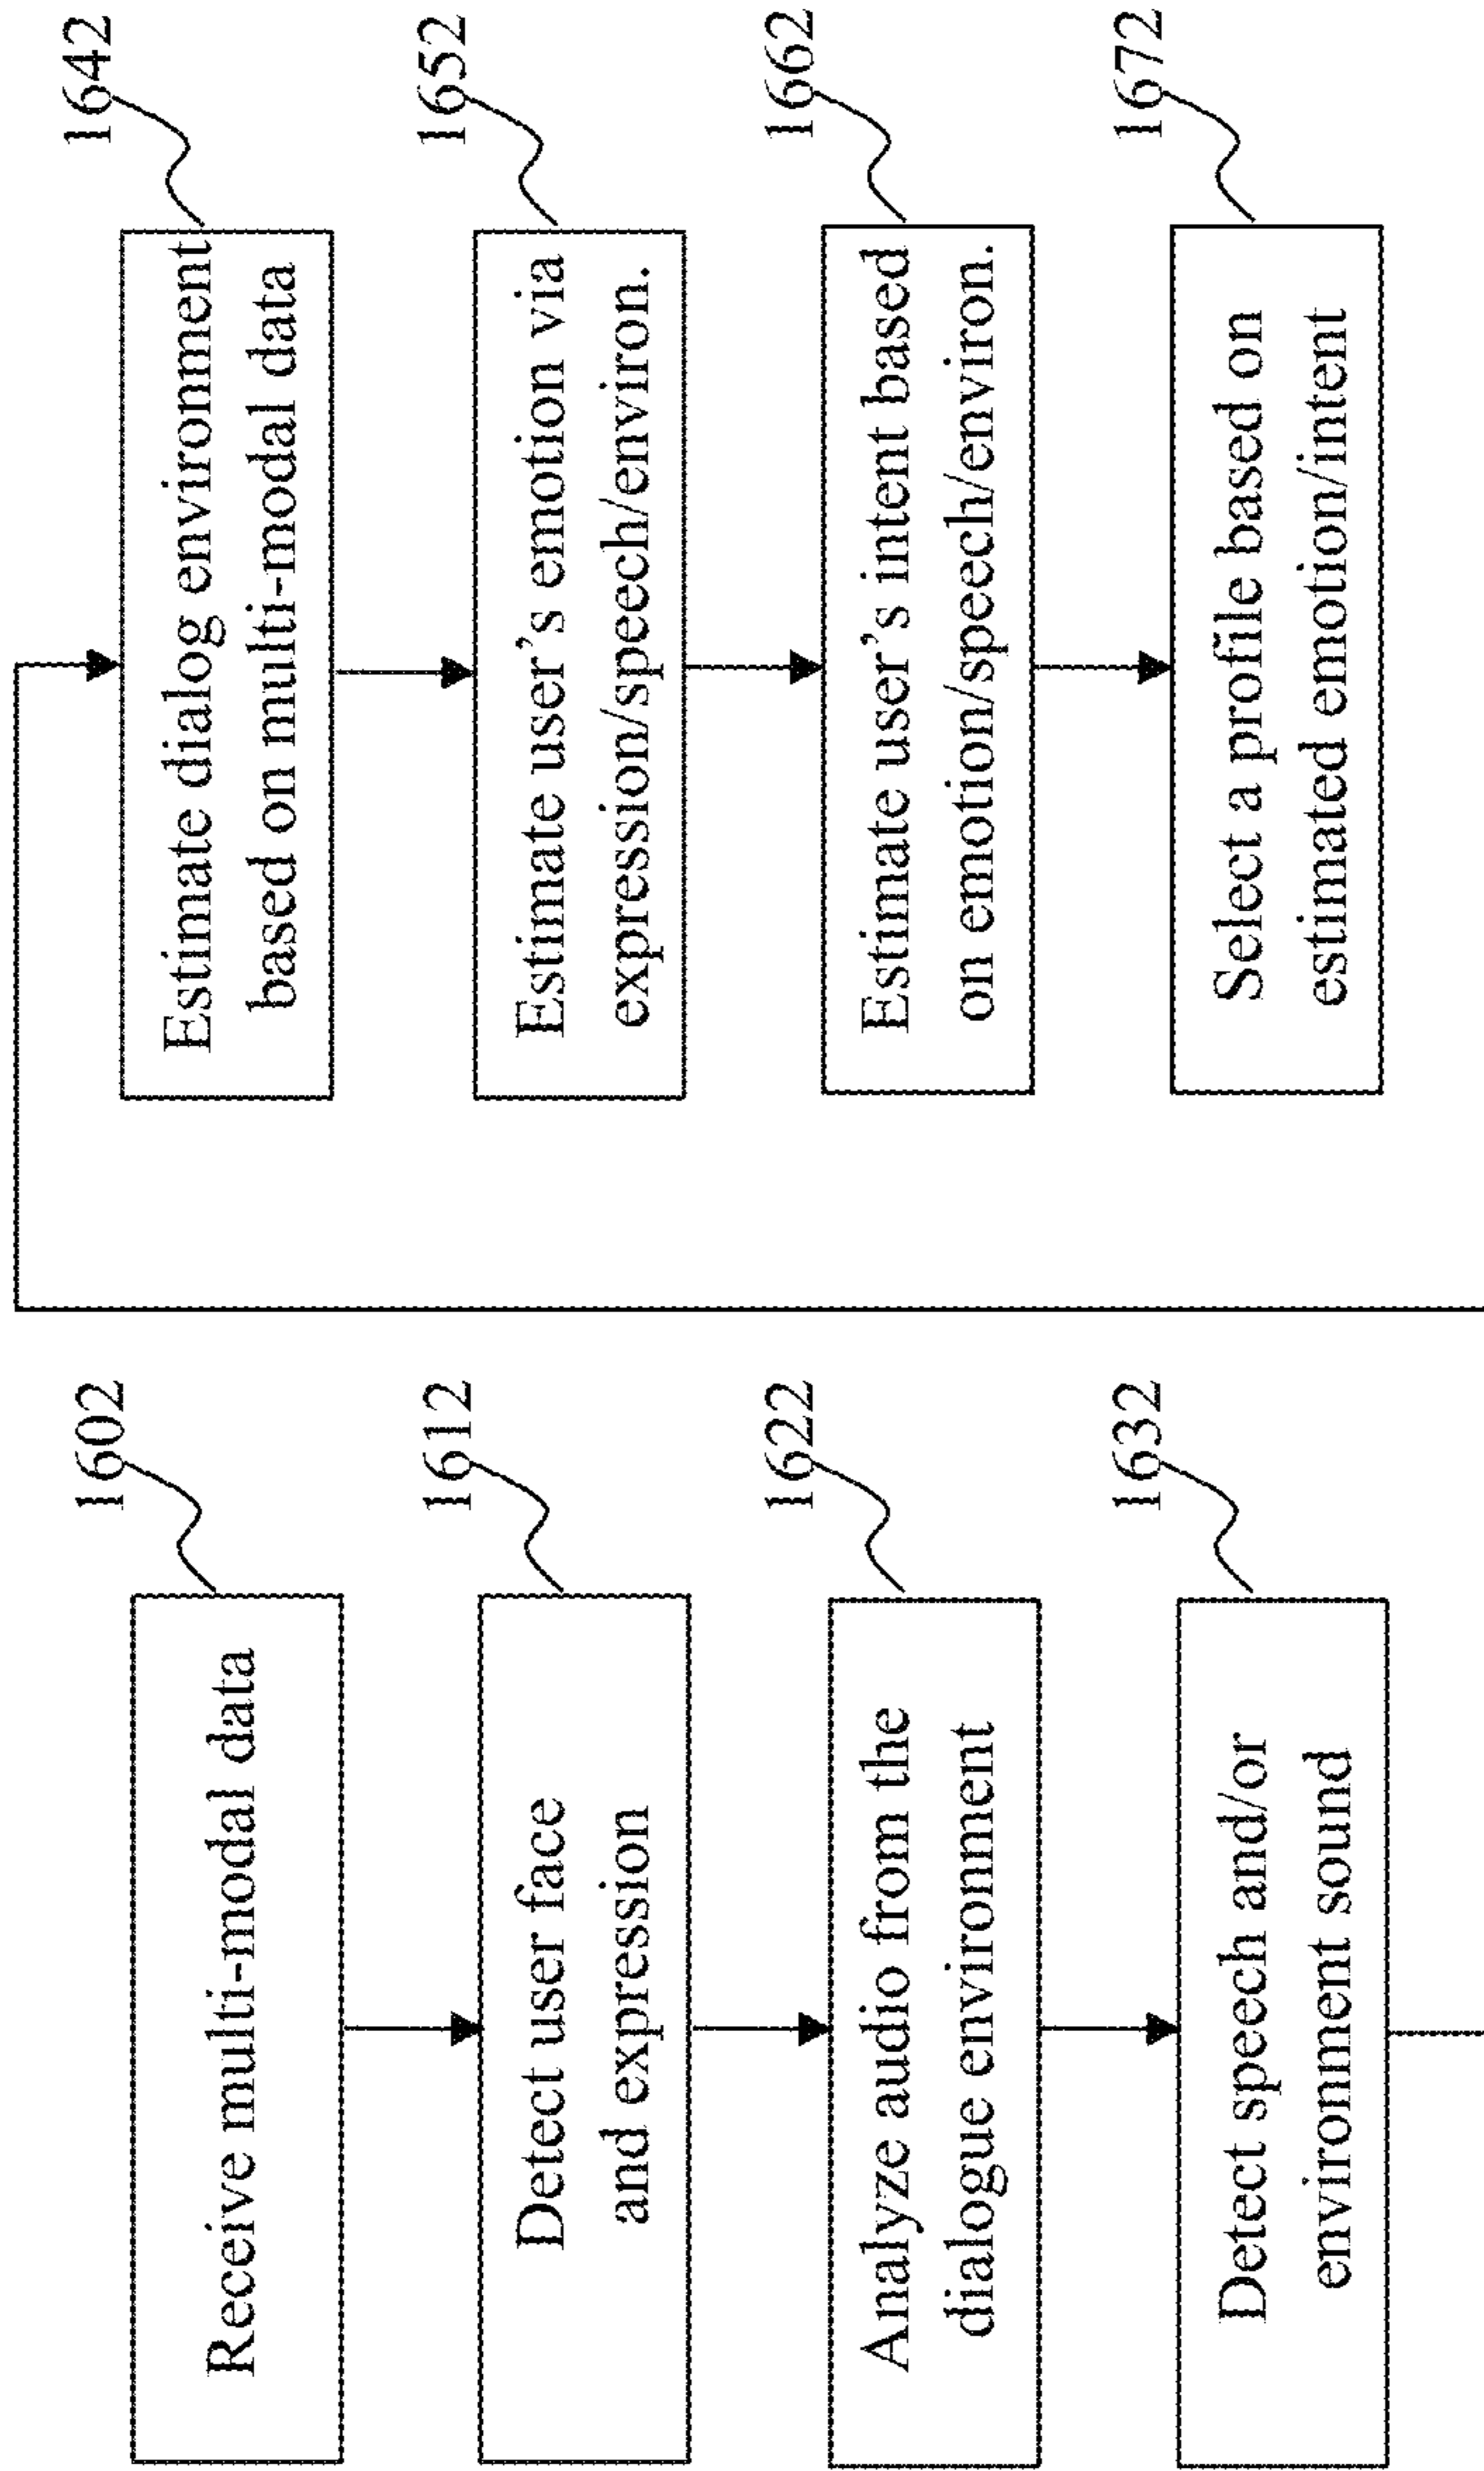 1602
Receive multi-modal data
1612
Detect user face
and expression
1622
Analyze audio from the
dialogue environment
1632
Detect speech and/or
environment sound
1642
Estimate dialog environment
based on multi-modal data
1652
Estimate user's emotion via
expression/speech/environ.
1662
Estimate user's intent based
on emotion/speech/environ.
1672
Select a profile based on
estimated emotion/intent